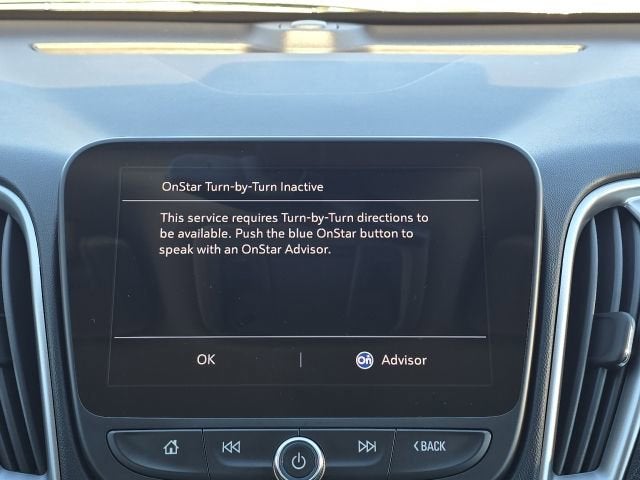 OnStar Turn-by-Turn Inactive
This service requires Turn-by-Turn directions to
be available. Push the blue OnStar button to
speak with an OnStar Advisor.
OK
On Advisor
BACK